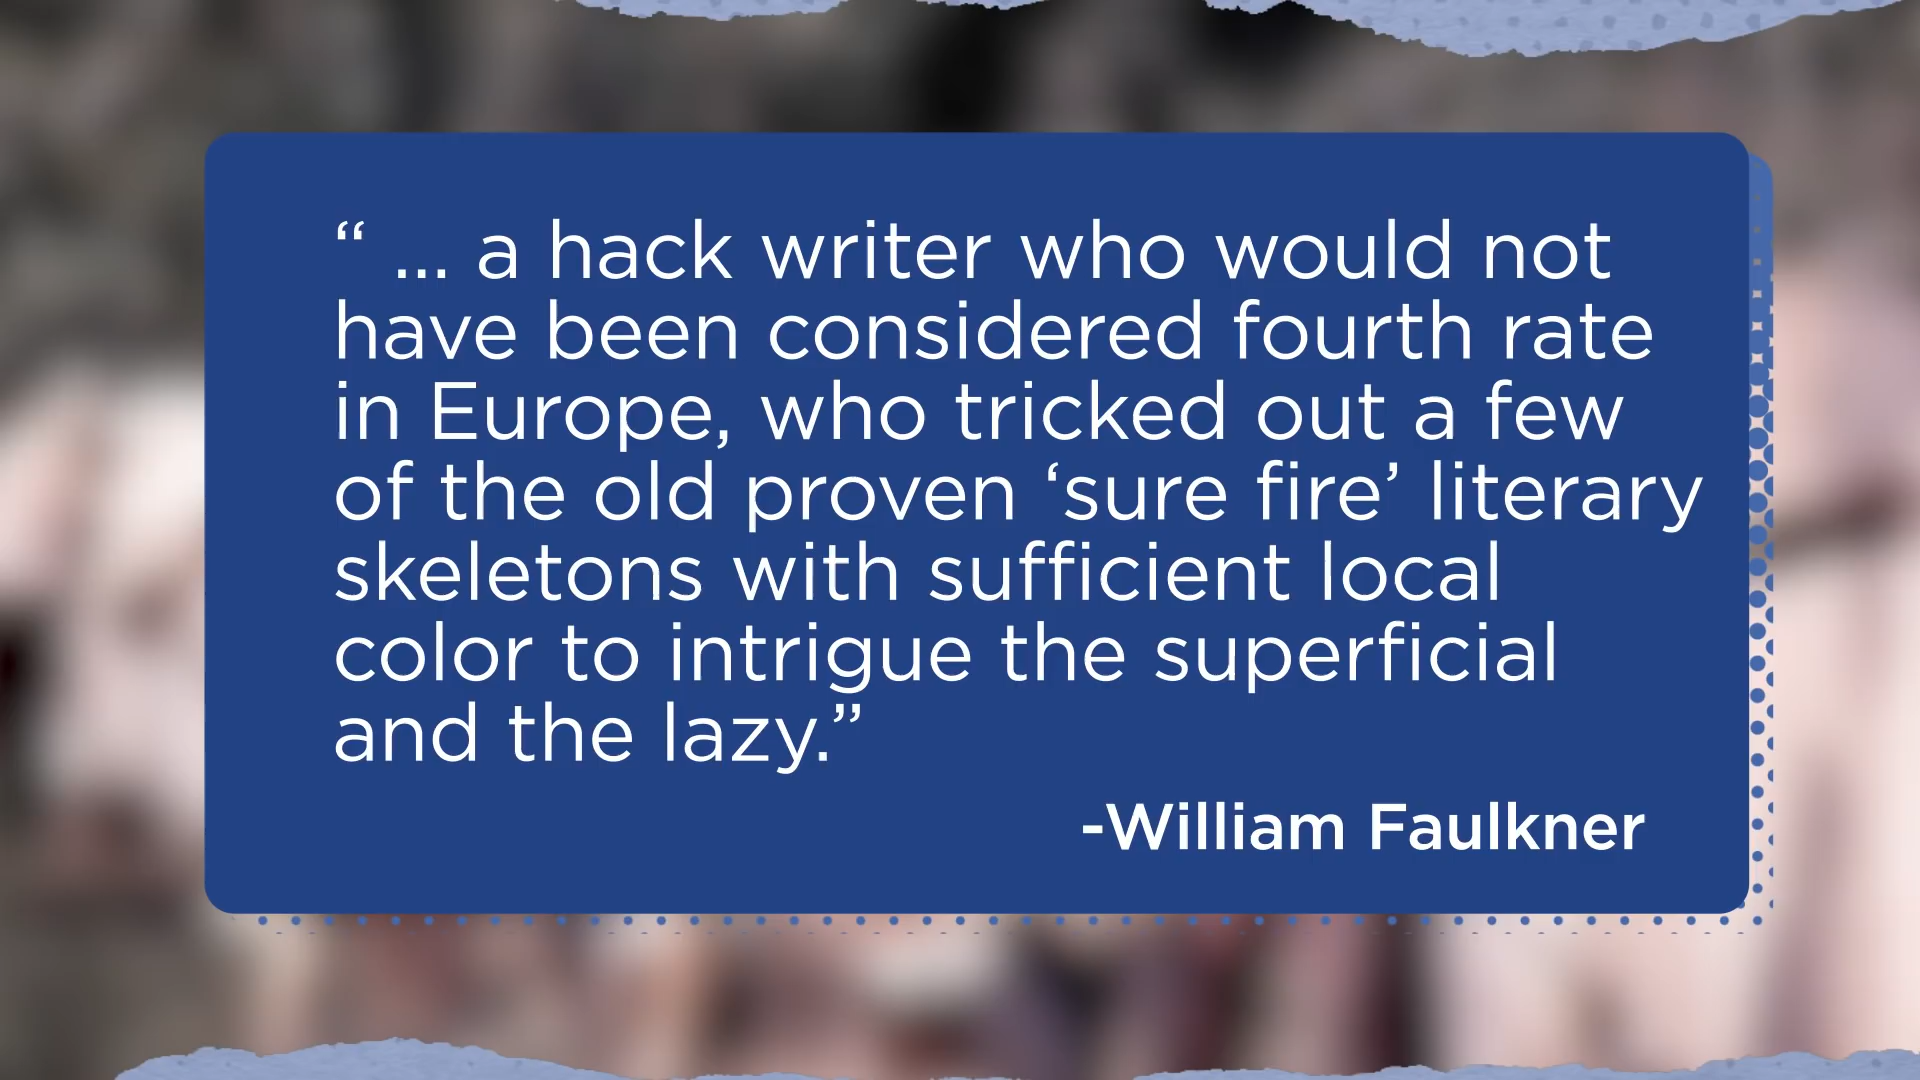 “ ... a hack writer who would not
have been considered fourth rate
in Europe, who tricked out a few
of the old proven ‘sure fire’ literary
skeletons with sufficient local
color to intrigue the superficial
and the lazy.”
-William Faulkner